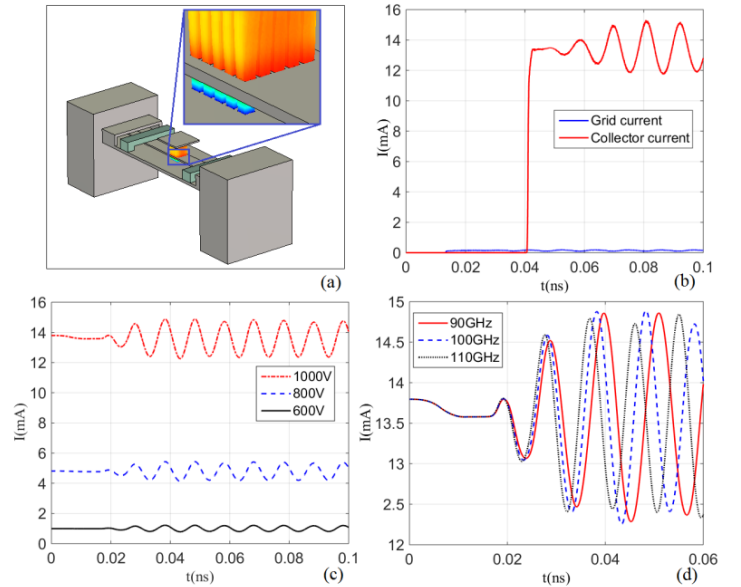 (a)
I(mA)
16
14
12
10
8
6
4
2
0
Grid current
Collector current
0
0.02
0.04
0.06
0.08
0.1
t(ns)
(b)
I(mA)
16
14
12
10
8
6
4
2
0
1000V
800V
600V
0
0.02
0.04
0.06
0.08
0.1
t(ns)
(c)
I(mA)
15
14.5
14
13.5
13
12.5
12
90GHz
100GHz
110GHz
0
0.02
0.04
0.06
t(ns)
(d)